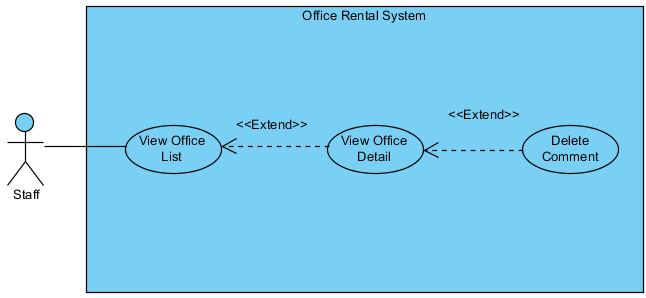 Office Rental System
<<Extend>>
<<Extend>>
View Office
List
View Office
Detail
Delete
Comment
Staff